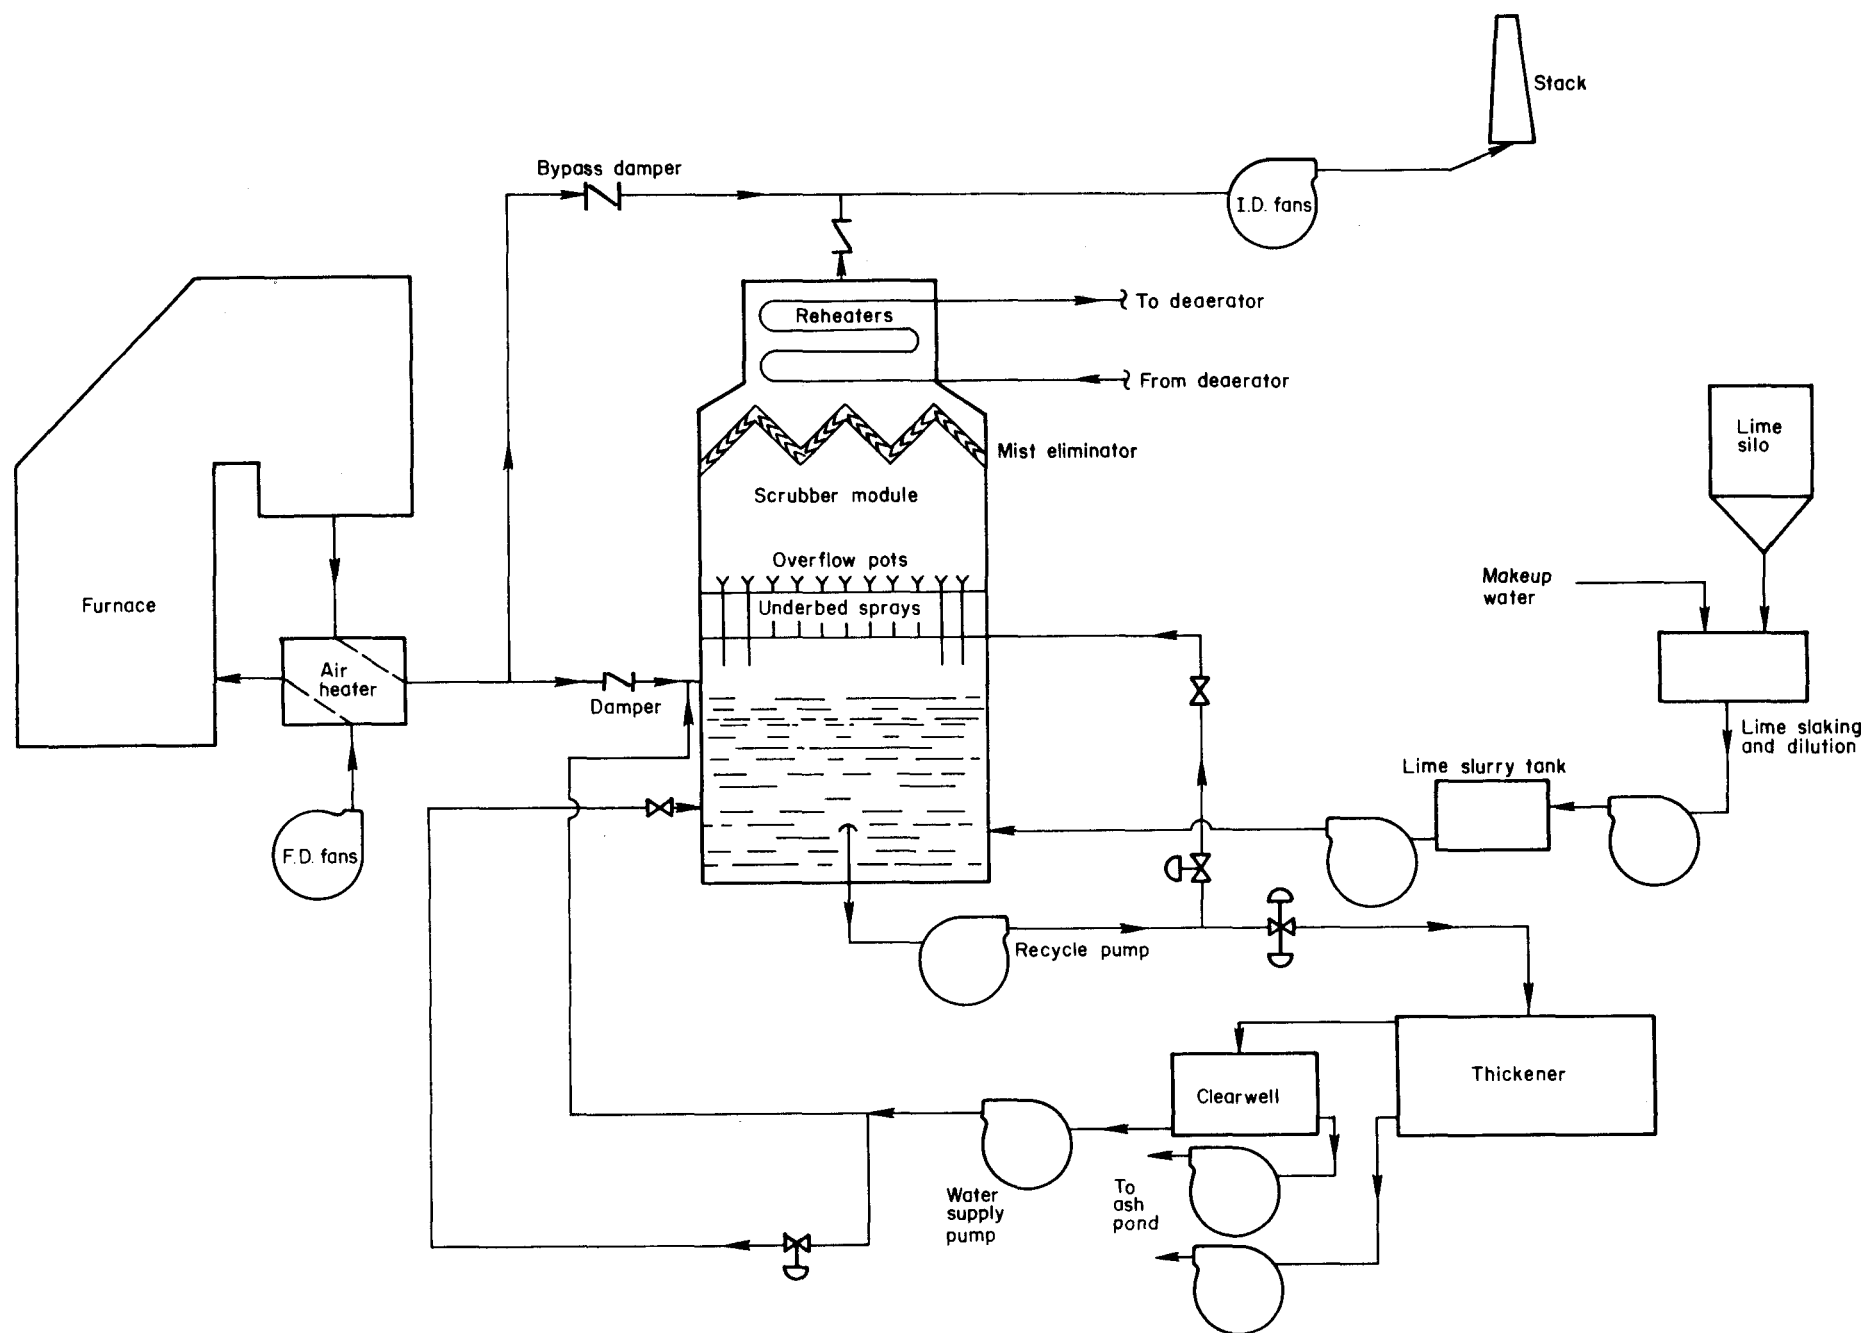 Stack
Bypass damper
I.D. fans
To deaerator
Reheaters
From deaerator
Lime
silo
Mist eliminator
Scrubber module
Overflow pots
Makeup
water
Furnace
Underbed sprays
Air
heater
Damper
Lime slaking
and dilution
Lime slurry tank
F.D. fans
Recycle pump
Thickener
Clearwell
Water
supply
pump
To
ash
pond